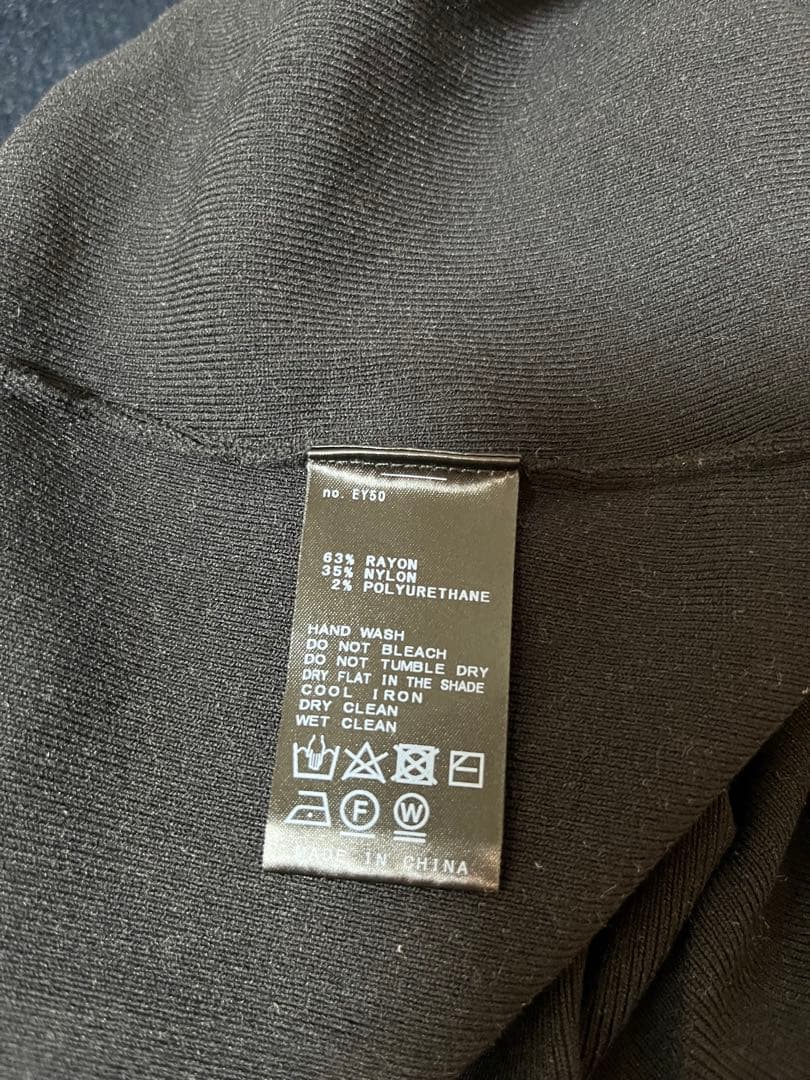 no. EY50
63% RAYON
35% NYLON
2% POLYURETHANE
HAND WASH
DO NOT BLEACH
DO NOT TUMBLE DRY
DRY FLAT IN THE SHADE
COOL IRON
DRY CLEAN
WET CLEAN
F W
MADE IN CHINA